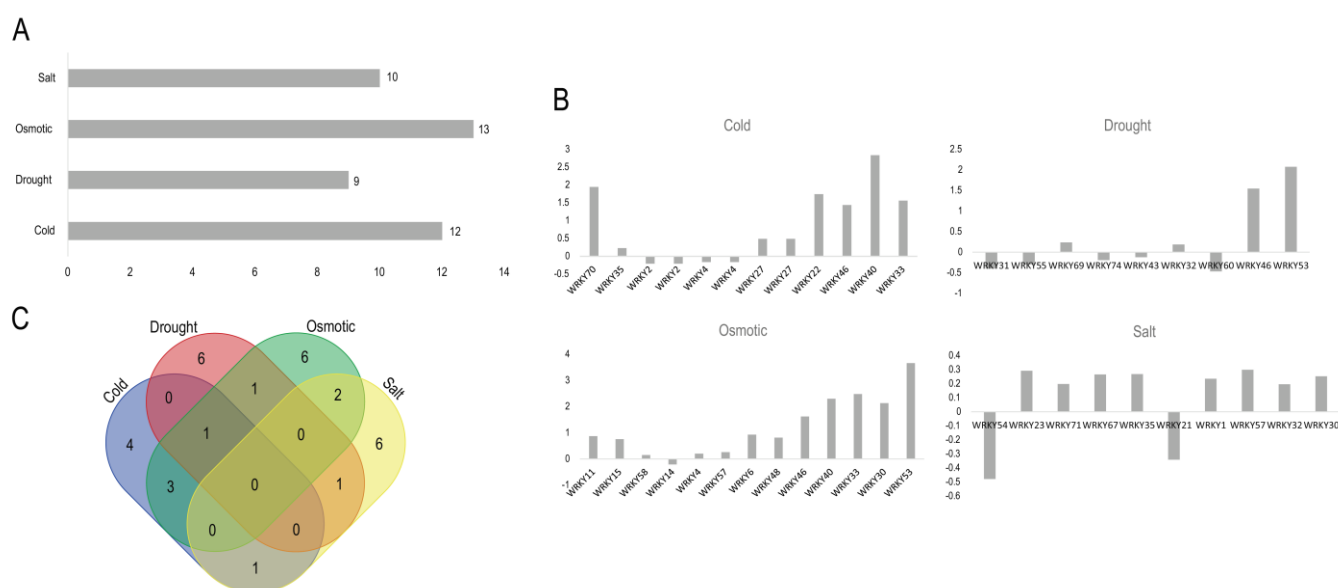 A
Salt
10
Osmotic
13
Drought
9
Cold
12
0 2 4 6 8 10 12 14
B
Cold
3
2.5
2
1.5
1
0.5
0
-0.5
WRKY70 WRKY35 WRKY2 WRKY2 WRKY4 WRKY4 WRKY27 WRKY27 WRKY22 WRKY46 WRKY40 WRKY33
Drought
2.5
2
1.5
1
0.5
0
-0.5
-1
WRKY31 WRKY55 WRKY69 WRKY74 WRKY43 WRKY32 WRKY60 WRKY46 WRKY53
Osmotic
4
3
2
1
0
-1
WRKY11 WRKY15 WRKY58 WRKY14 WRKY4 WRKY57 WRKY6 WRKY48 WRKY46 WRKY40 WRKY33 WRKY30 WRKY53
Salt
0.4
0.3
0.2
0.1
0
-0.1
-0.2
-0.3
-0.4
-0.5
-0.6
WRKY54 WRKY23 WRKY71 WRKY67 WRKY35 WRKY21 WRKY1 WRKY57 WRKY32 WRKY30
C
Drought Osmotic
Cold Salt
6 6
0 1 2
4 1 0 6
3 0 1
0 0
1